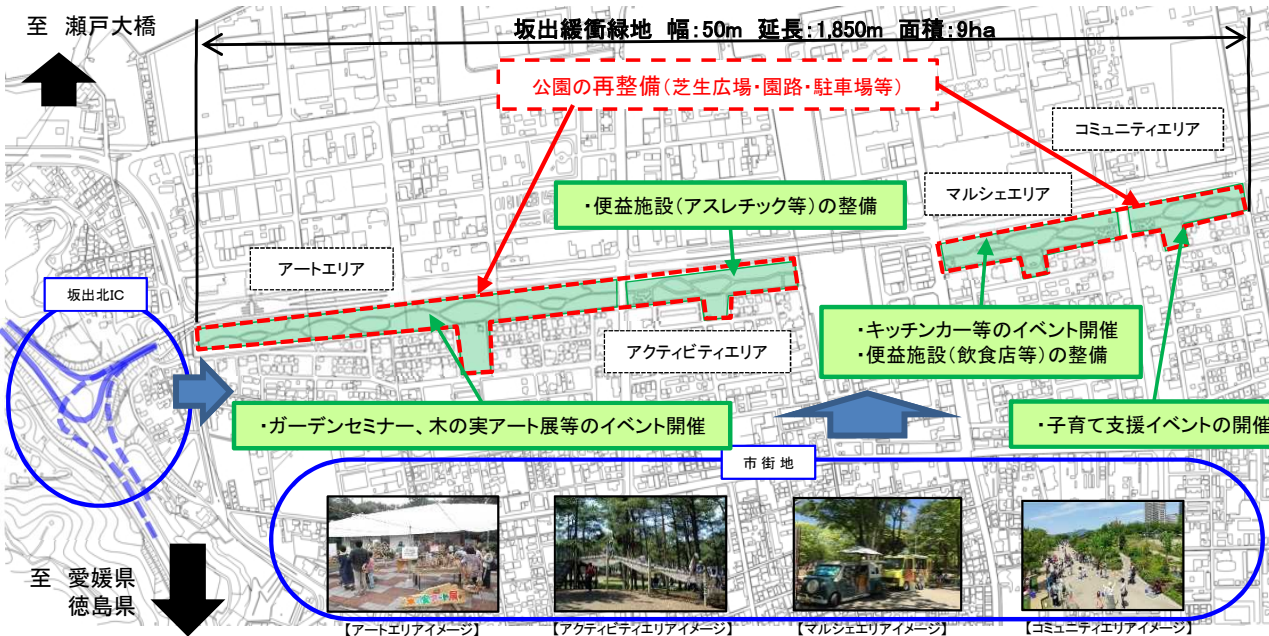 至 瀬戸大橋
坂出緩衝緑地 幅:50m 延長:1,850m 面積:9ha
公園の再整備(芝生広場・園路・駐車場等)
コミュニティエリア
マルシェエリア
・便益施設(アスレチック等)の整備
アートエリア
坂出北IC
アクティビティエリア
・キッチンカー等のイベント開催
・便益施設(飲食店等)の整備
・ガーデンセミナー、木の実アート展等のイベント開催
・子育て支援イベントの開催
市街地
至 愛媛県
徳島県
【アートエリアイメージ】
【アクティビティエリアイメージ】
【マルシェエリアイメージ】
【コミュニティエリアイメージ】